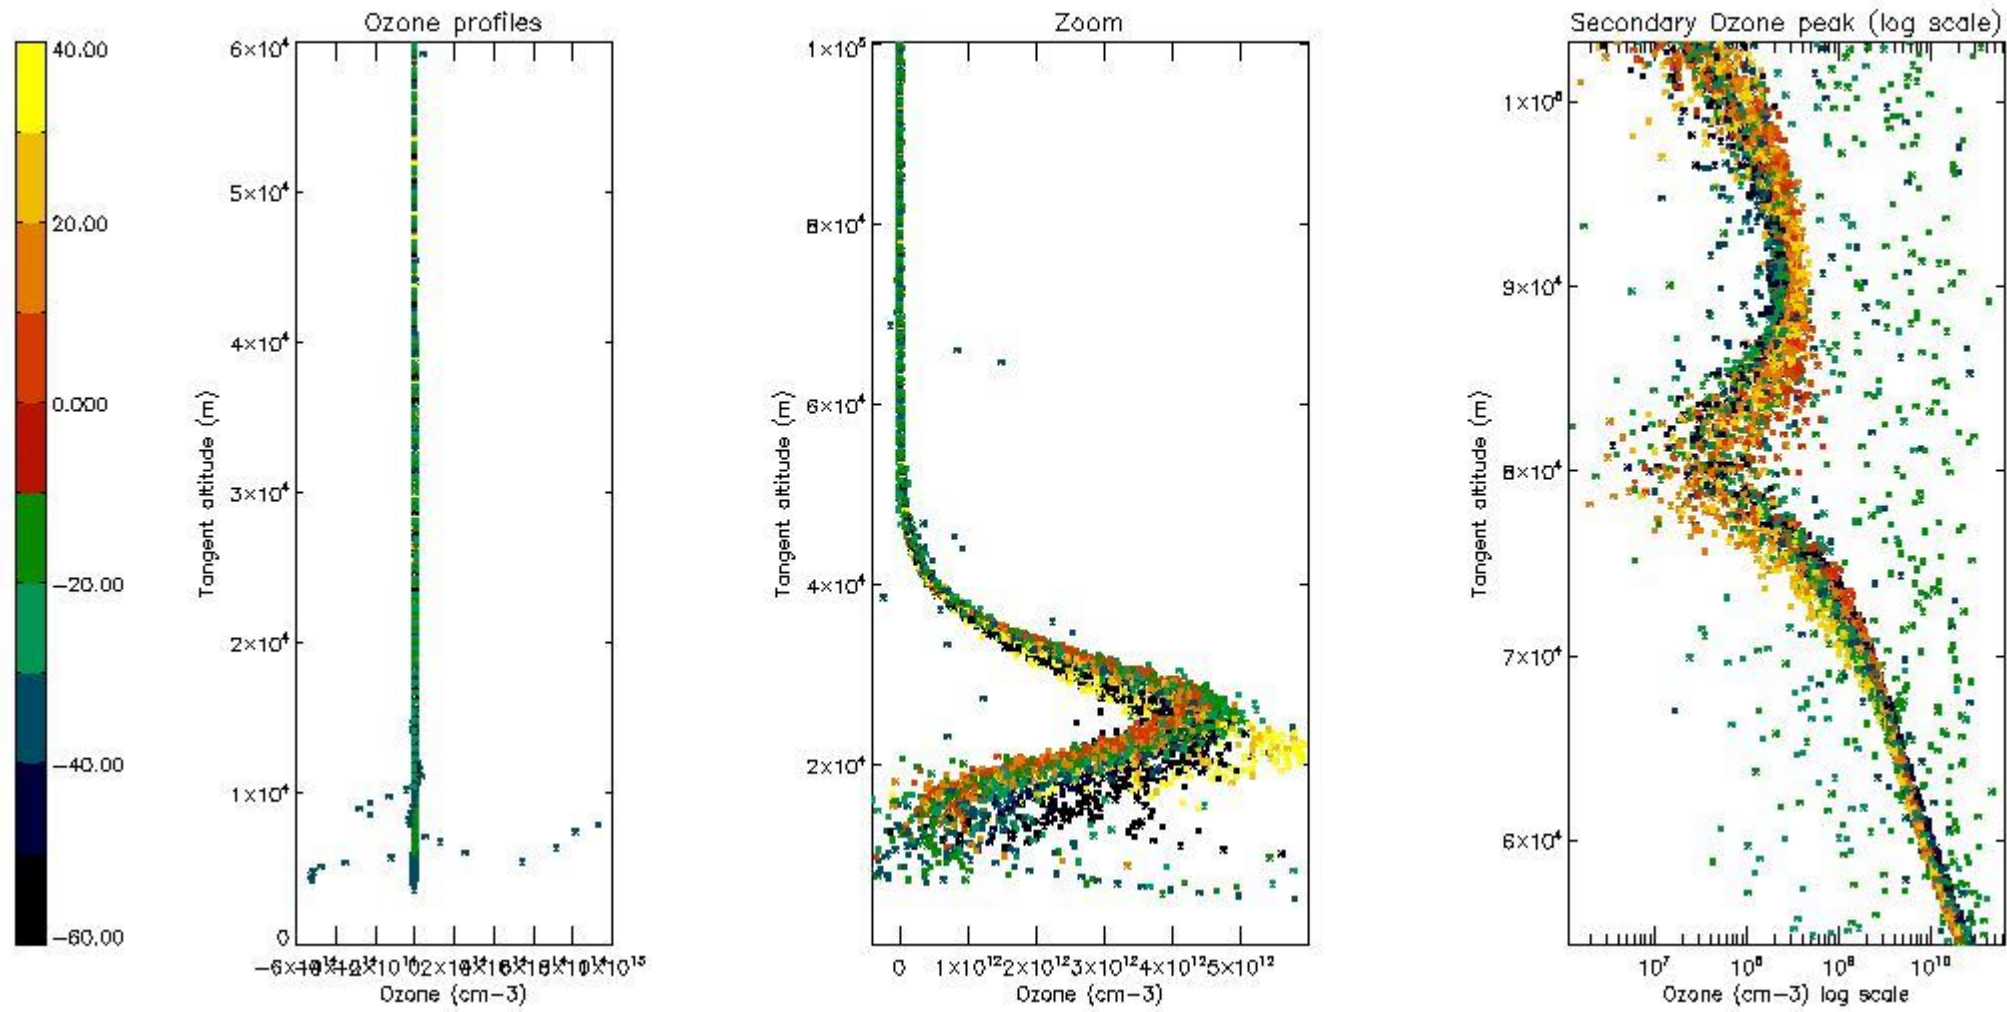 Ozone profiles
Zoom
Secondary Ozone peak (log scale)
40.00
20.00
0.000
−20.00
−40.00
−60.00
6×10⁴
5×10⁴
4×10⁴
3×10⁴
2×10⁴
1×10⁴
0
Tangent altitude (m)
Ozone (cm−3)
1×10⁵
8×10⁴
6×10⁴
4×10⁴
2×10⁴
Tangent altitude (m)
0 1×10¹² 2×10¹² 3×10¹² 4×10¹² 5×10¹²
Ozone (cm−3)
9×10⁴
8×10⁴
7×10⁴
6×10⁴
Tangent altitude (m)
10⁷ 10⁸ 10⁹ 10¹⁰
Ozone (cm−3) log scale